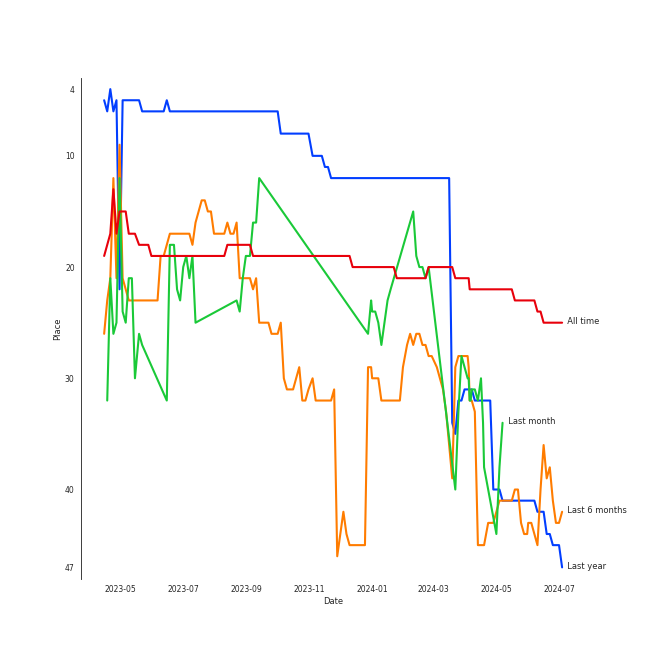 4
10
20
30
40
47
Place
2023-05
2023-07
2023-09
2023-11
2024-01
2024-03
2024-05
2024-07
Date
All time
Last month
Last 6 months
Last year